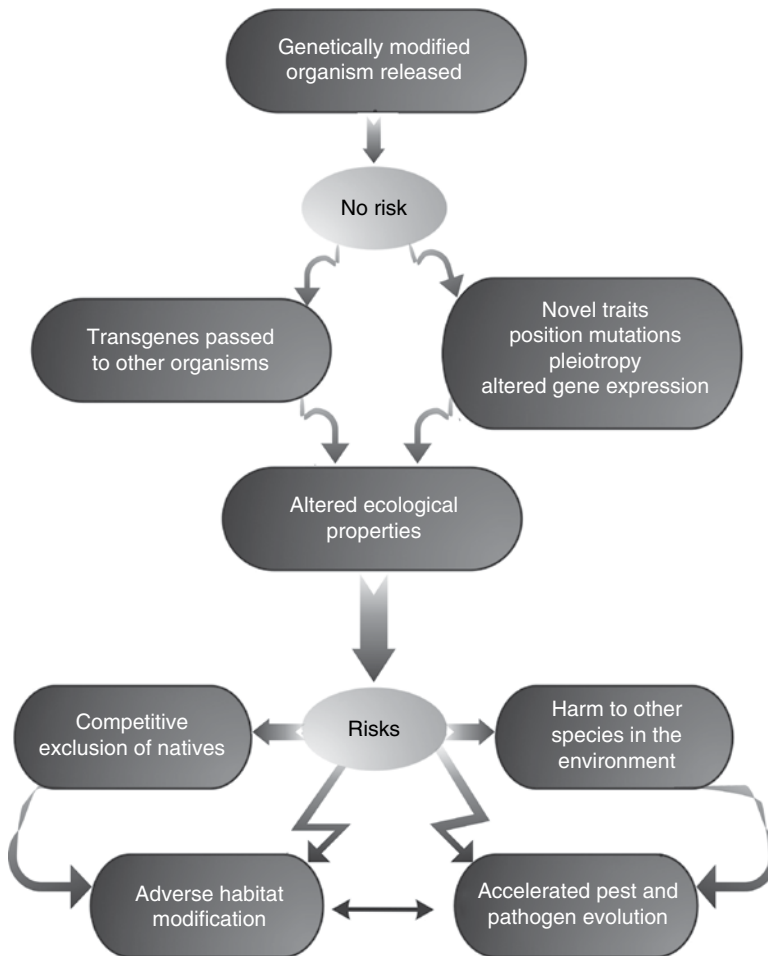 Genetically modified
organism released
No risk
Transgenes passed
to other organisms
Novel traits
position mutations
pleiotropy
altered gene expression
Altered ecological
properties
Competitive
exclusion of natives
Risks
Harm to other
species in the
environment
Adverse habitat
modification
Accelerated pest and
pathogen evolution